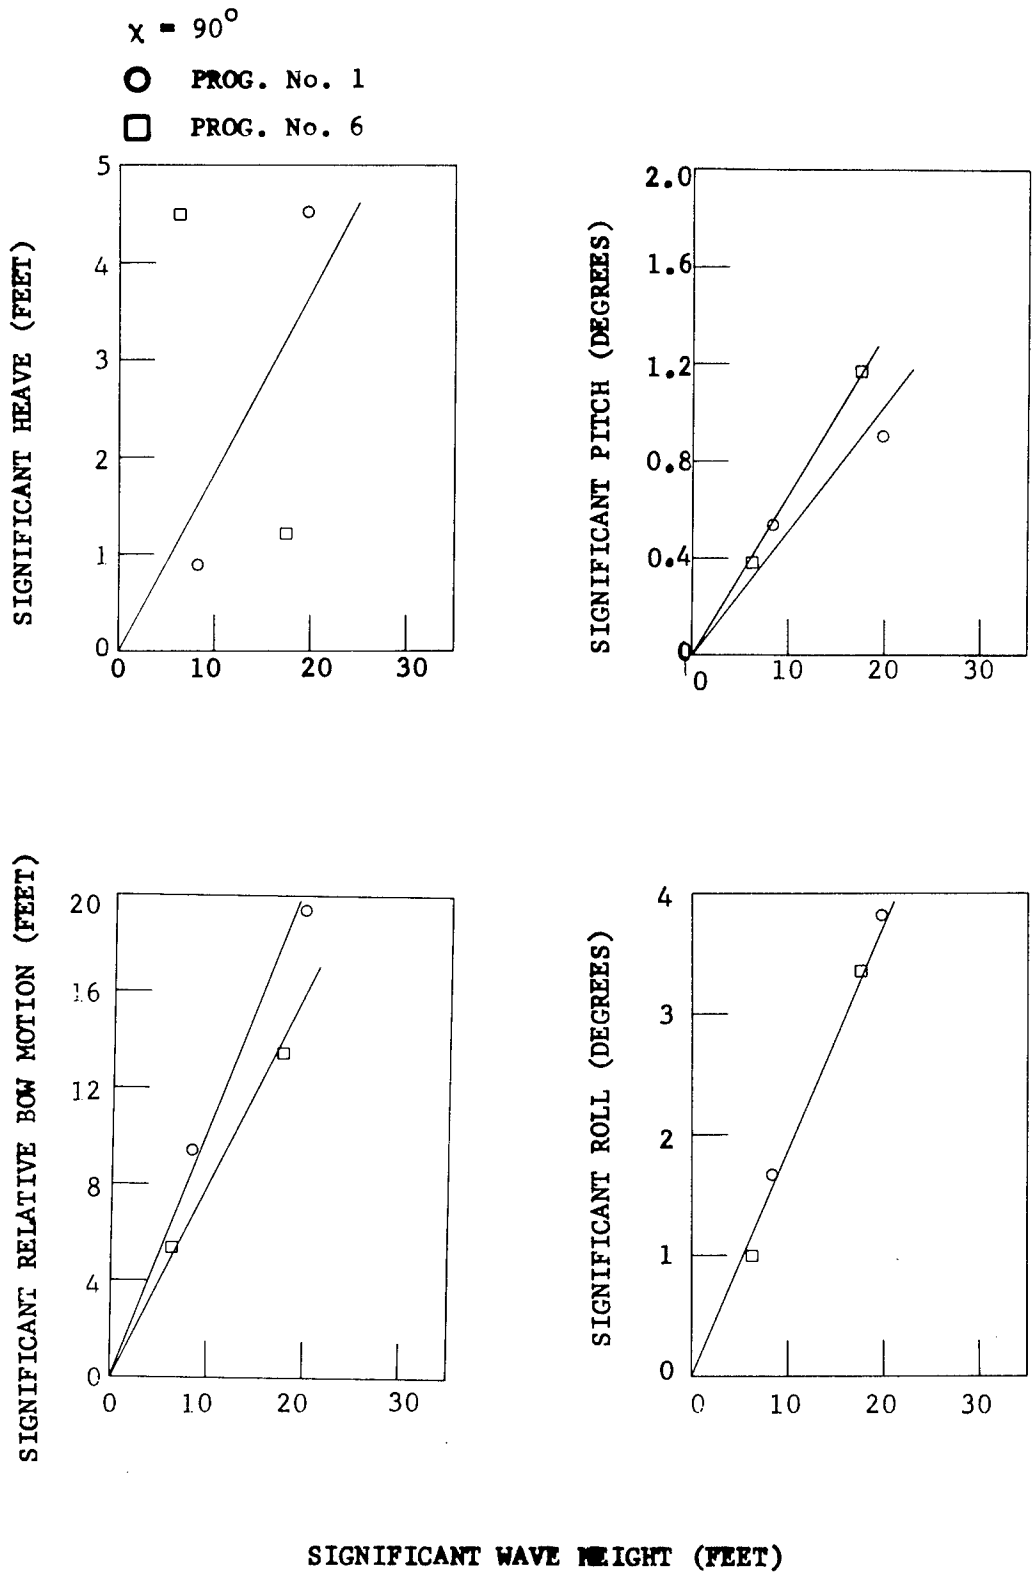 χ = 90°
PROG. No. 1
PROG. No. 6
SIGNIFICANT HEAVE (FEET)
5
4
3
2
1
0
0 10 20 30
SIGNIFICANT PITCH (DEGREES)
2.0
1.6
1.2
0.8
0.4
0
0 10 20 30
SIGNIFICANT RELATIVE BOW MOTION (FEET)
20
16
12
8
4
0
0 10 20 30
SIGNIFICANT ROLL (DEGREES)
4
3
2
1
0
0 10 20 30
SIGNIFICANT WAVE HEIGHT (FEET)